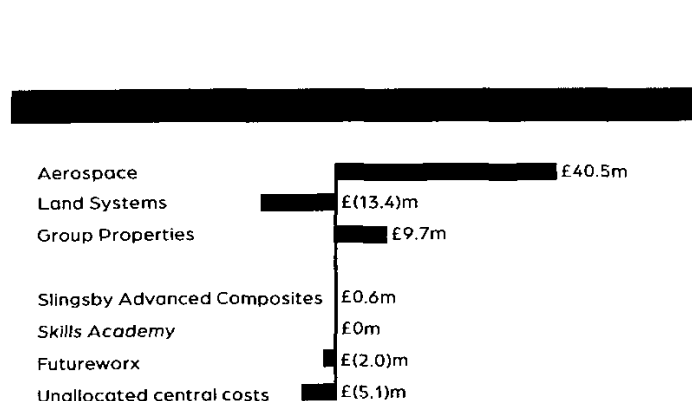 Aerospace £40.5m
Land Systems £(13.4)m
Group Properties £9.7m
Slingsby Advanced Composites £0.6m
Skills Academy £0m
Futureworx £(2.0)m
Unallocated central costs £(5.1)m